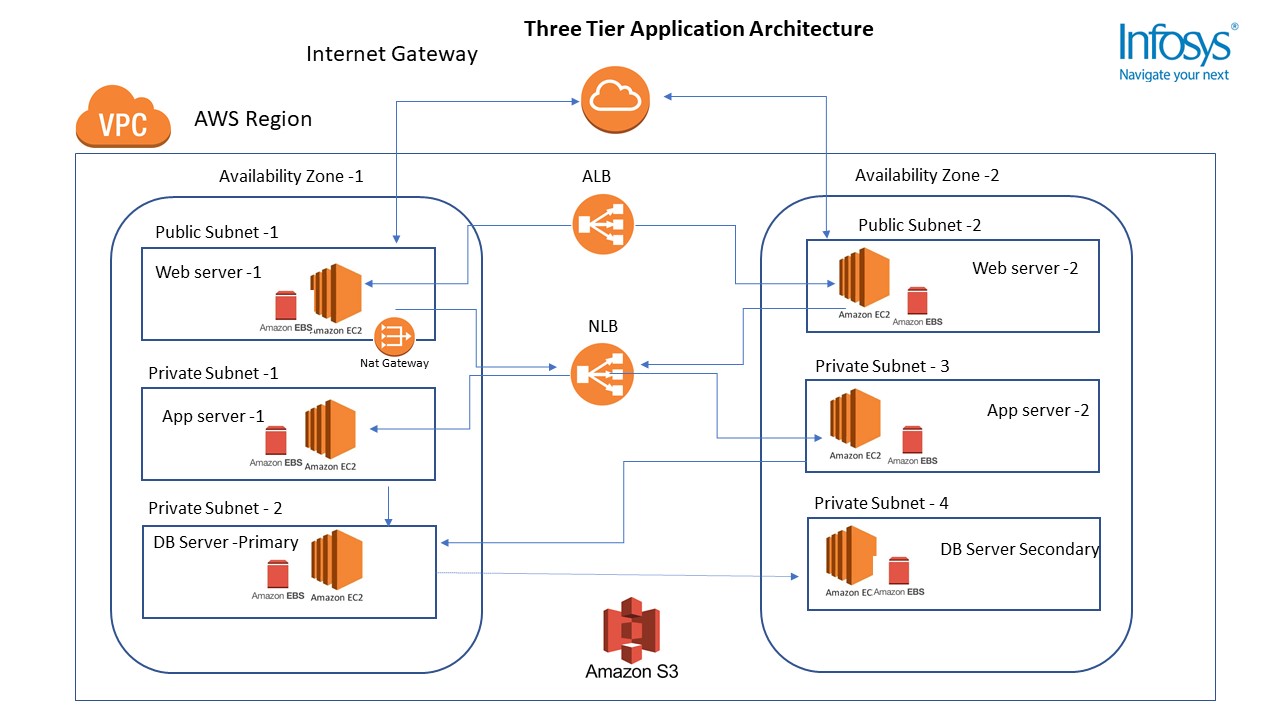 Three Tier Application Architecture
Infosys®
Navigate your next
Internet Gateway
VPC
AWS Region
Availability Zone -1
ALB
Availability Zone -2
Public Subnet -1
Public Subnet -2
Web server -1
Amazon EBS
Amazon EC2
Web server -2
Amazon EC2
Amazon EBS
NLB
Nat Gateway
Private Subnet -1
Private Subnet - 3
App server -1
Amazon EBS
Amazon EC2
App server -2
Amazon EC2
Amazon EBS
Private Subnet - 2
Private Subnet - 4
DB Server -Primary
Amazon EBS
Amazon EC2
DB Server Secondary
Amazon EC
Amazon EBS
Amazon S3